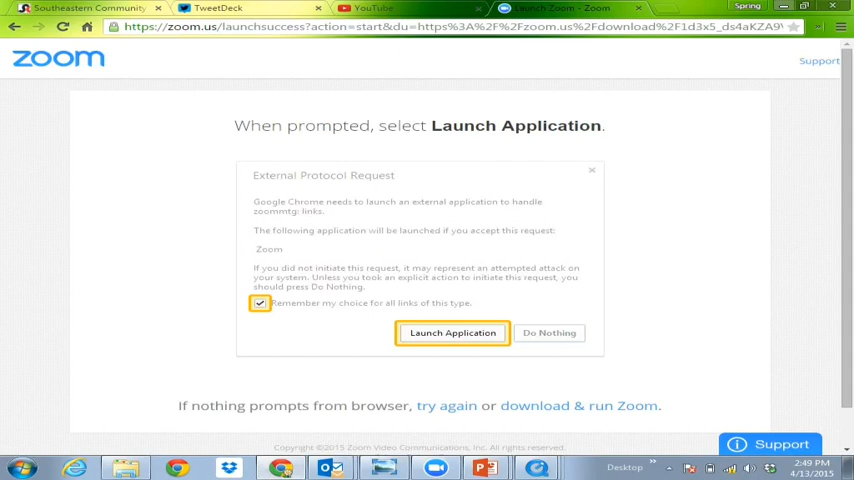 Southeastern Community
TweetDeck
YouTube
Launch Zoom - Zoom
Spring
https://zoom.us/launchsuccess?action=start&du=https%3A%2F%2Fzoom.us%2Fdownload%2F1d3x5_ds4aKZA9V
zoom
Support
When prompted, select Launch Application.
External Protocol Request
Google Chrome needs to launch an external application to handle
zoommtg: links.
The following application will be launched if you accept this request:
Zoom
If you did not initiate this request, it may represent an attempted attack on
your system. Unless you took an explicit action to initiate this request, you
should press Do Nothing.
Remember my choice for all links of this type.
Launch Application
Do Nothing
If nothing prompts from browser, try again or download & run Zoom.
Copyright ©2015 Zoom Video Communications, Inc. All rights reserved.
Support
Desktop
2:49 PM
4/13/2015